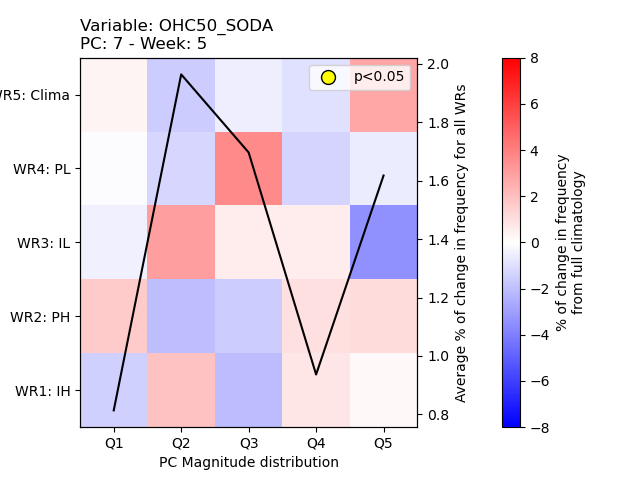 Variable: OHC50_SODA
PC: 7 - Week: 5
p<0.05
WR5: Clima
WR4: PL
WR3: IL
WR2: PH
WR1: IH
Q1 Q2 Q3 Q4 Q5
PC Magnitude distribution
2.0
1.8
1.6
1.4
1.2
1.0
0.8
Average % of change in frequency for all WRs
8
6
4
2
0
−2
−4
−6
−8
% of change in frequency
from full climatology